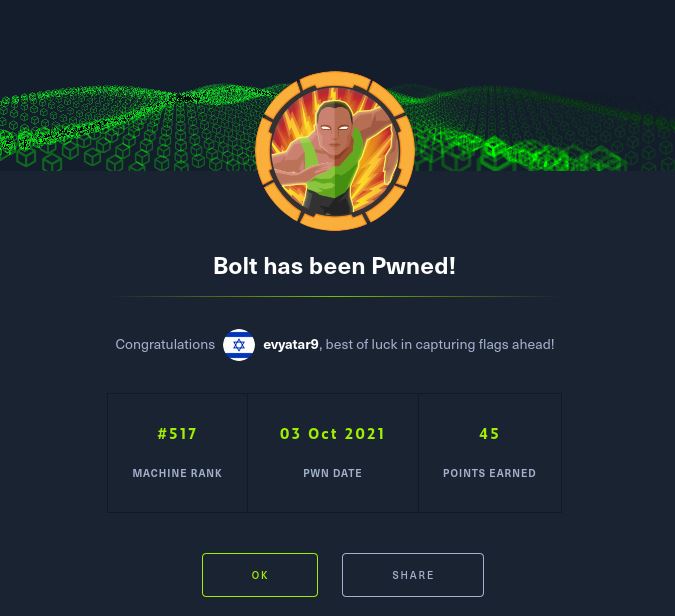 Bolt has been Pwned!
Congratulations evyatar9, best of luck in capturing flags ahead!
#517 03 Oct 2021 45
MACHINE RANK PWN DATE POINTS EARNED
OK SHARE